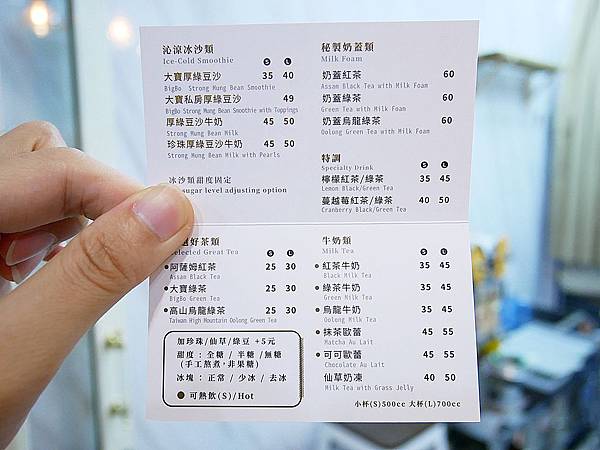 沁涼冰沙類
Ice-Cold Smoothie S L
大寶厚綠豆沙 35 40
BigBo Strong Mung Bean Smoothie
大寶私房厚綠豆沙 49
BigBo Strong Mung Bean Smoothie with Toppings
厚綠豆沙牛奶 45 50
Strong Mung Bean Milk
珍珠厚綠豆沙牛奶 45 50
Strong Mung Bean Milk with Pearls
冰沙類甜度固定
sugar level adjusting option
秘製奶蓋類
Milk Foam
奶蓋紅茶 60
Assam Black Tea with Milk Foam
奶蓋綠茶 60
Green Tea with Milk Foam
奶蓋烏龍綠茶 60
Oolong Green Tea with Milk Foam
特調
Specialty Drink S L
檸檬紅茶/綠茶 35 45
Lemon Black/Green Tea
蔓越莓紅茶/綠茶 40 50
Cranberry Black/Green Tea
好茶類
Selected Great Tea S L
●阿薩姆紅茶 25 30
Assan Black Tea
●大寶綠茶 25 30
BigBo Green Tea
●高山烏龍綠茶 25 30
Taiwan High Mountain Oolong Green Tea
加珍珠/仙草/綠豆 +5元
甜度：全糖 / 半糖 / 無糖
(手工熬煮，非果糖)
冰塊：正常 / 少冰 / 去冰
● 可熱飲(S)/Hot
牛奶類
Milk Tea S L
●紅茶牛奶 35 45
Black Milk Tea
●綠茶牛奶 35 45
Green Milk Tea
●烏龍牛奶 35 45
Oolong Milk Tea
●抹茶歐蕾 45 55
Matcha Au Lait
●可可歐蕾 45 55
Chocolate Au Lait
仙草奶凍 40 50
Milk Tea with Grass Jelly
小杯(S)500cc 大杯(L)700cc